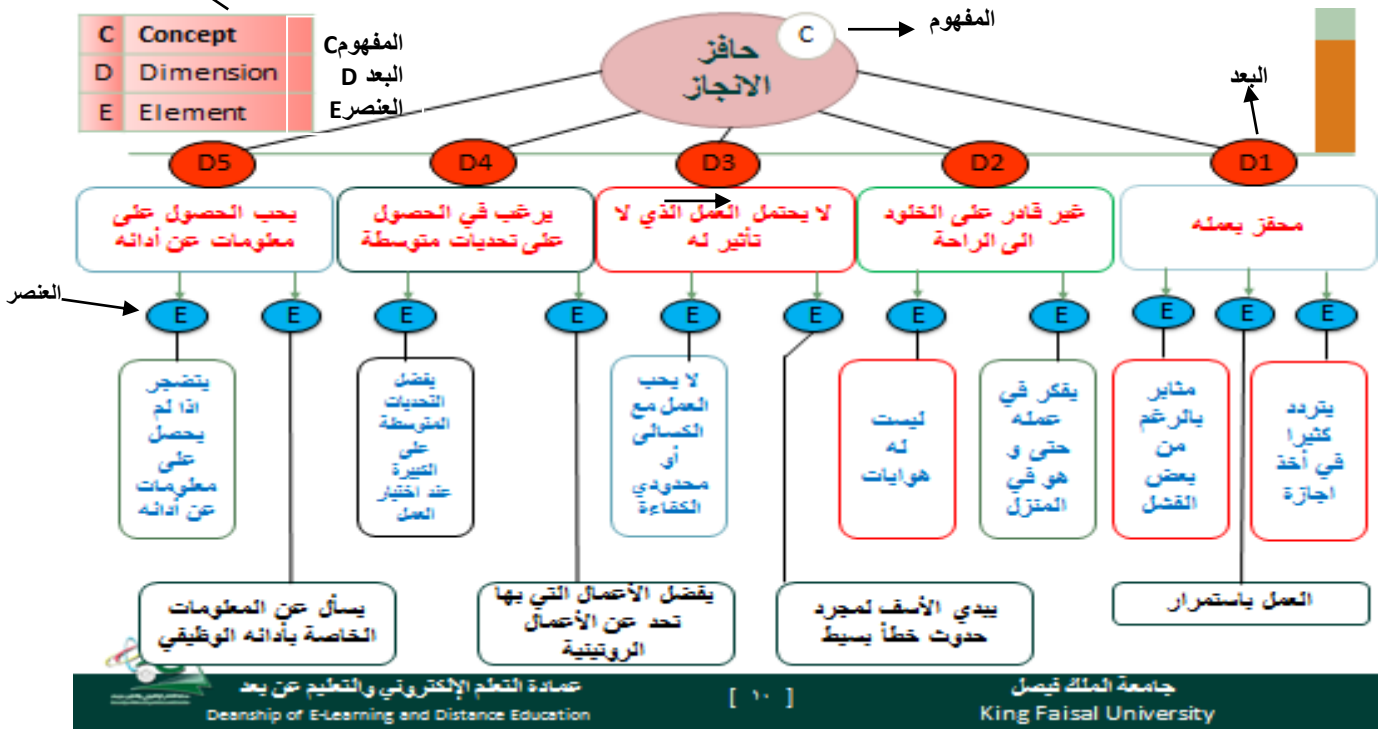 C Concept
D Dimension
E Element
المفهومC
البعد D
العنصرE
C
حافز
الانجاز
المفهوم
البعد
D1
D2
D3
D4
D5
محفز بعمله
غير قادر على الخلود
الى الراحة
لا يحتمل العمل الذي لا
تأثير له
يرغب في الحصول
على تحديات متوسطة
يحب الحصول على
معلومات عن أدائه
العنصر
E
E
E
E
E
E
E
E
E
E
E
يتردد
كثيرا
في أخذ
اجازة
مثابر
بالرغم
من
بعض
الفشل
يفكر في
عمله
حتى و
هو في
المنزل
ليست
له
هوايات
لا يحب
العمل مع
الكسالى
أو
محدودي
الكفاءة
يفضل
التحديات
المتوسطة
على
الكبيرة
عند اختيار
العمل
يتضجر
اذا لم
يحصل
على
معلومات
عن أدائه
العمل باستمرار
يبدي الأسف لمجرد
حدوث خطأ بسيط
يفضل الأعمال التي بها
تحد عن الأعمال
الروتينية
يسأل عن المعلومات
الخاصة بأدائه الوظيفي
جامعة الملك فيصل
King Faisal University
[ ١٠ ]
عمادة التعلم الإلكتروني والتعليم عن بعد
Deanship of E-Learning and Distance Education